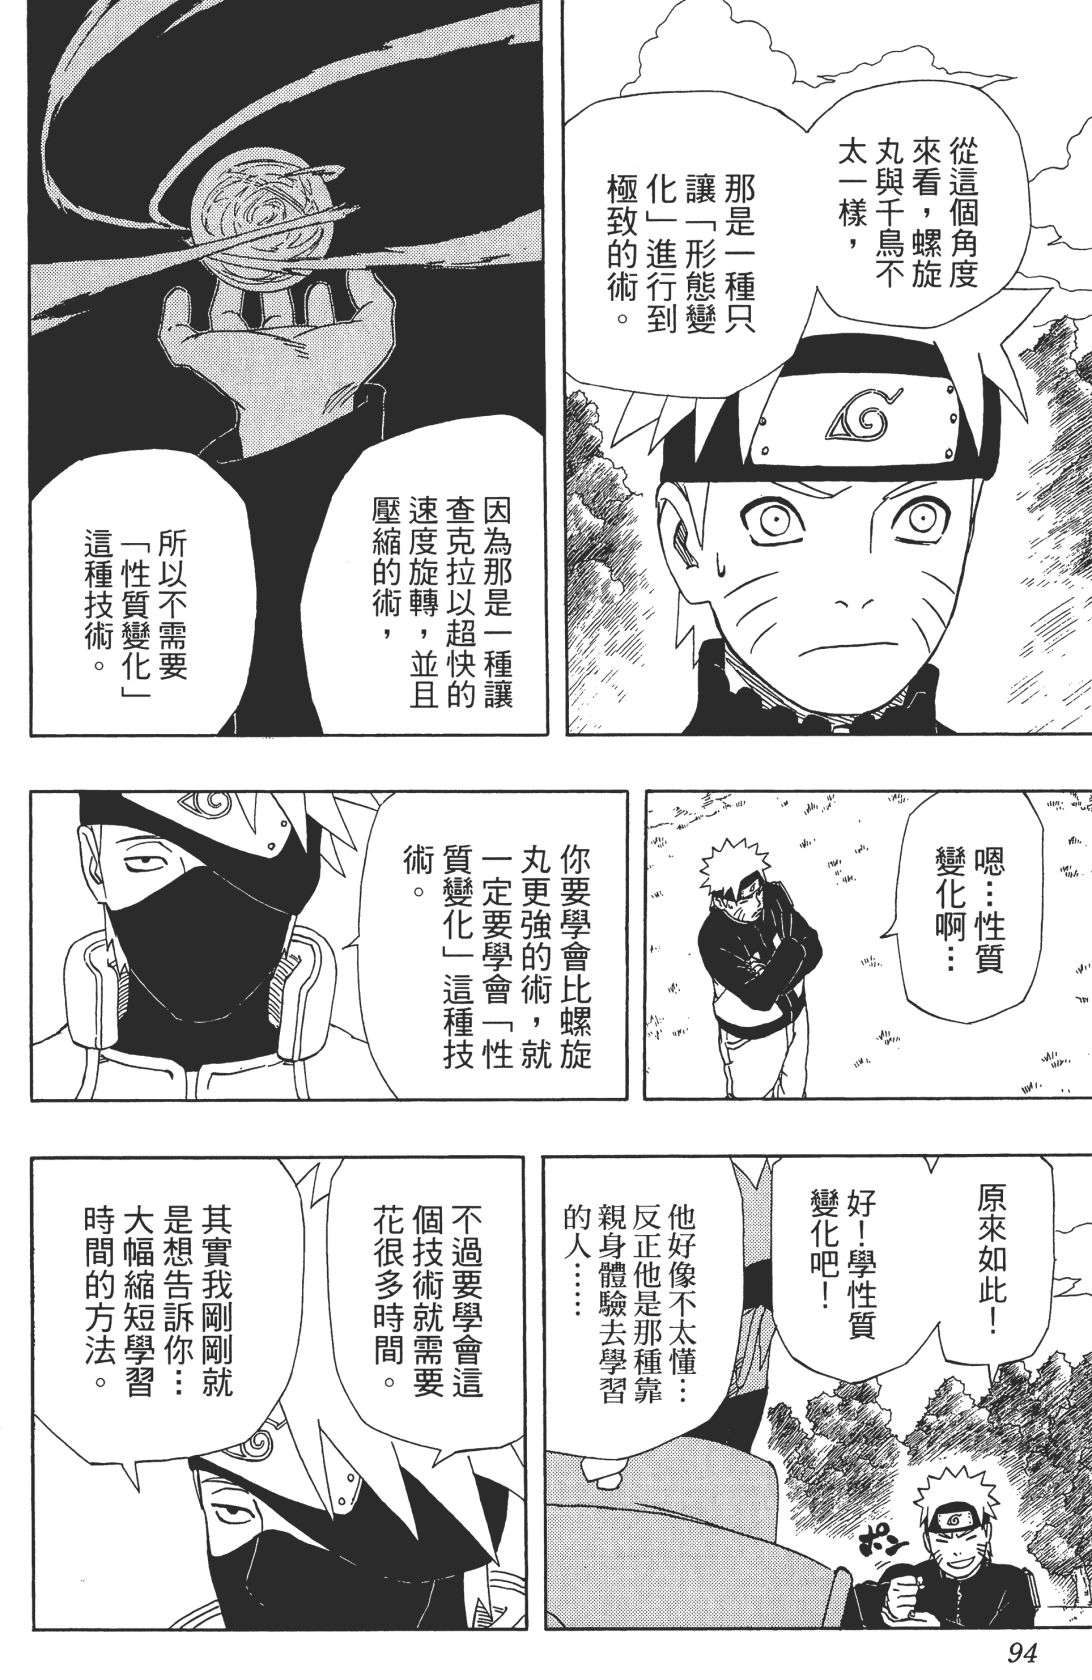 從這個角度
來看，螺旋
丸與千鳥不
太一樣，
那是一種只
讓「形態變
化」進行到
極致的術。
因為那是一種讓
查克拉以超快的
速度旋轉，並且
壓縮的術，
所以不需要
「性質變化」
這種技術。
嗯…性質
變化啊…
你要學會比螺旋
丸更強的術，就
一定要學會「性
質變化」這種技
術。
原來如此！
好！學性質
變化吧！
ポン
他好像不太懂…
反正他是那種靠
親身體驗去學習
的人……
不過要學會這
個技術就需要
花很多時間。
其實我剛剛就
是想告訴你…
大幅縮短學習
時間的方法。
94